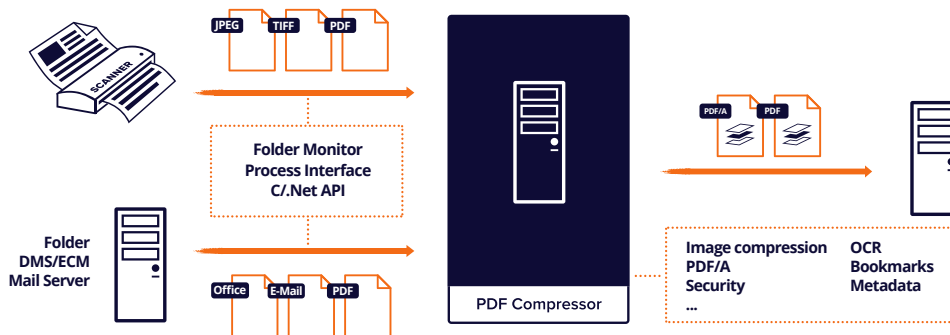 JPEG
TIFF
PDF
SCANNER
Folder Monitor
Process Interface
C/.Net API
Folder
DMS/ECM
Mail Server
Office
E-Mail
PDF
PDF Compressor
PDF/A
PDF
Image compression
PDF/A
Security
...
OCR
Bookmarks
Metadata